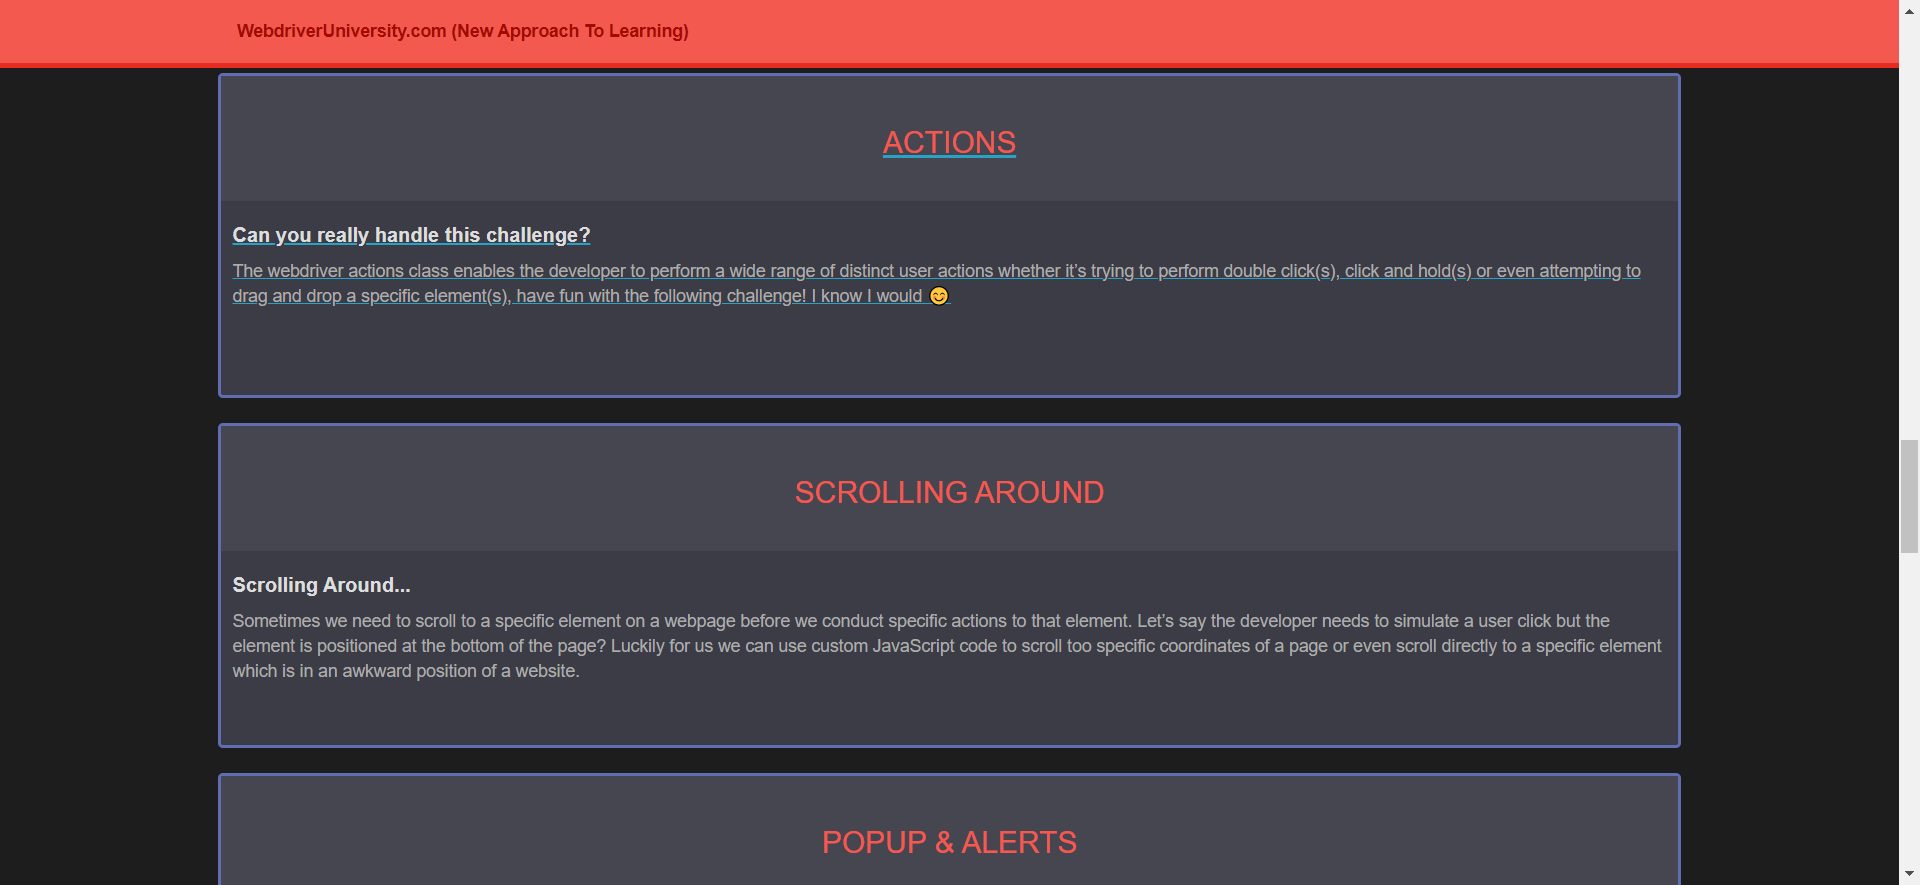 WebdriverUniversity.com (New Approach To Learning)
ACTIONS
Can you really handle this challenge?
The webdriver actions class enables the developer to perform a wide range of distinct user actions whether it’s trying to perform double click(s), click and hold(s) or even attempting to
drag and drop a specific element(s), have fun with the following challenge! I know I would 😊
SCROLLING AROUND
Scrolling Around...
Sometimes we need to scroll to a specific element on a webpage before we conduct specific actions to that element. Let’s say the developer needs to simulate a user click but the
element is positioned at the bottom of the page? Luckily for us we can use custom JavaScript code to scroll too specific coordinates of a page or even scroll directly to a specific element
which is in an awkward position of a website.
POPUP & ALERTS